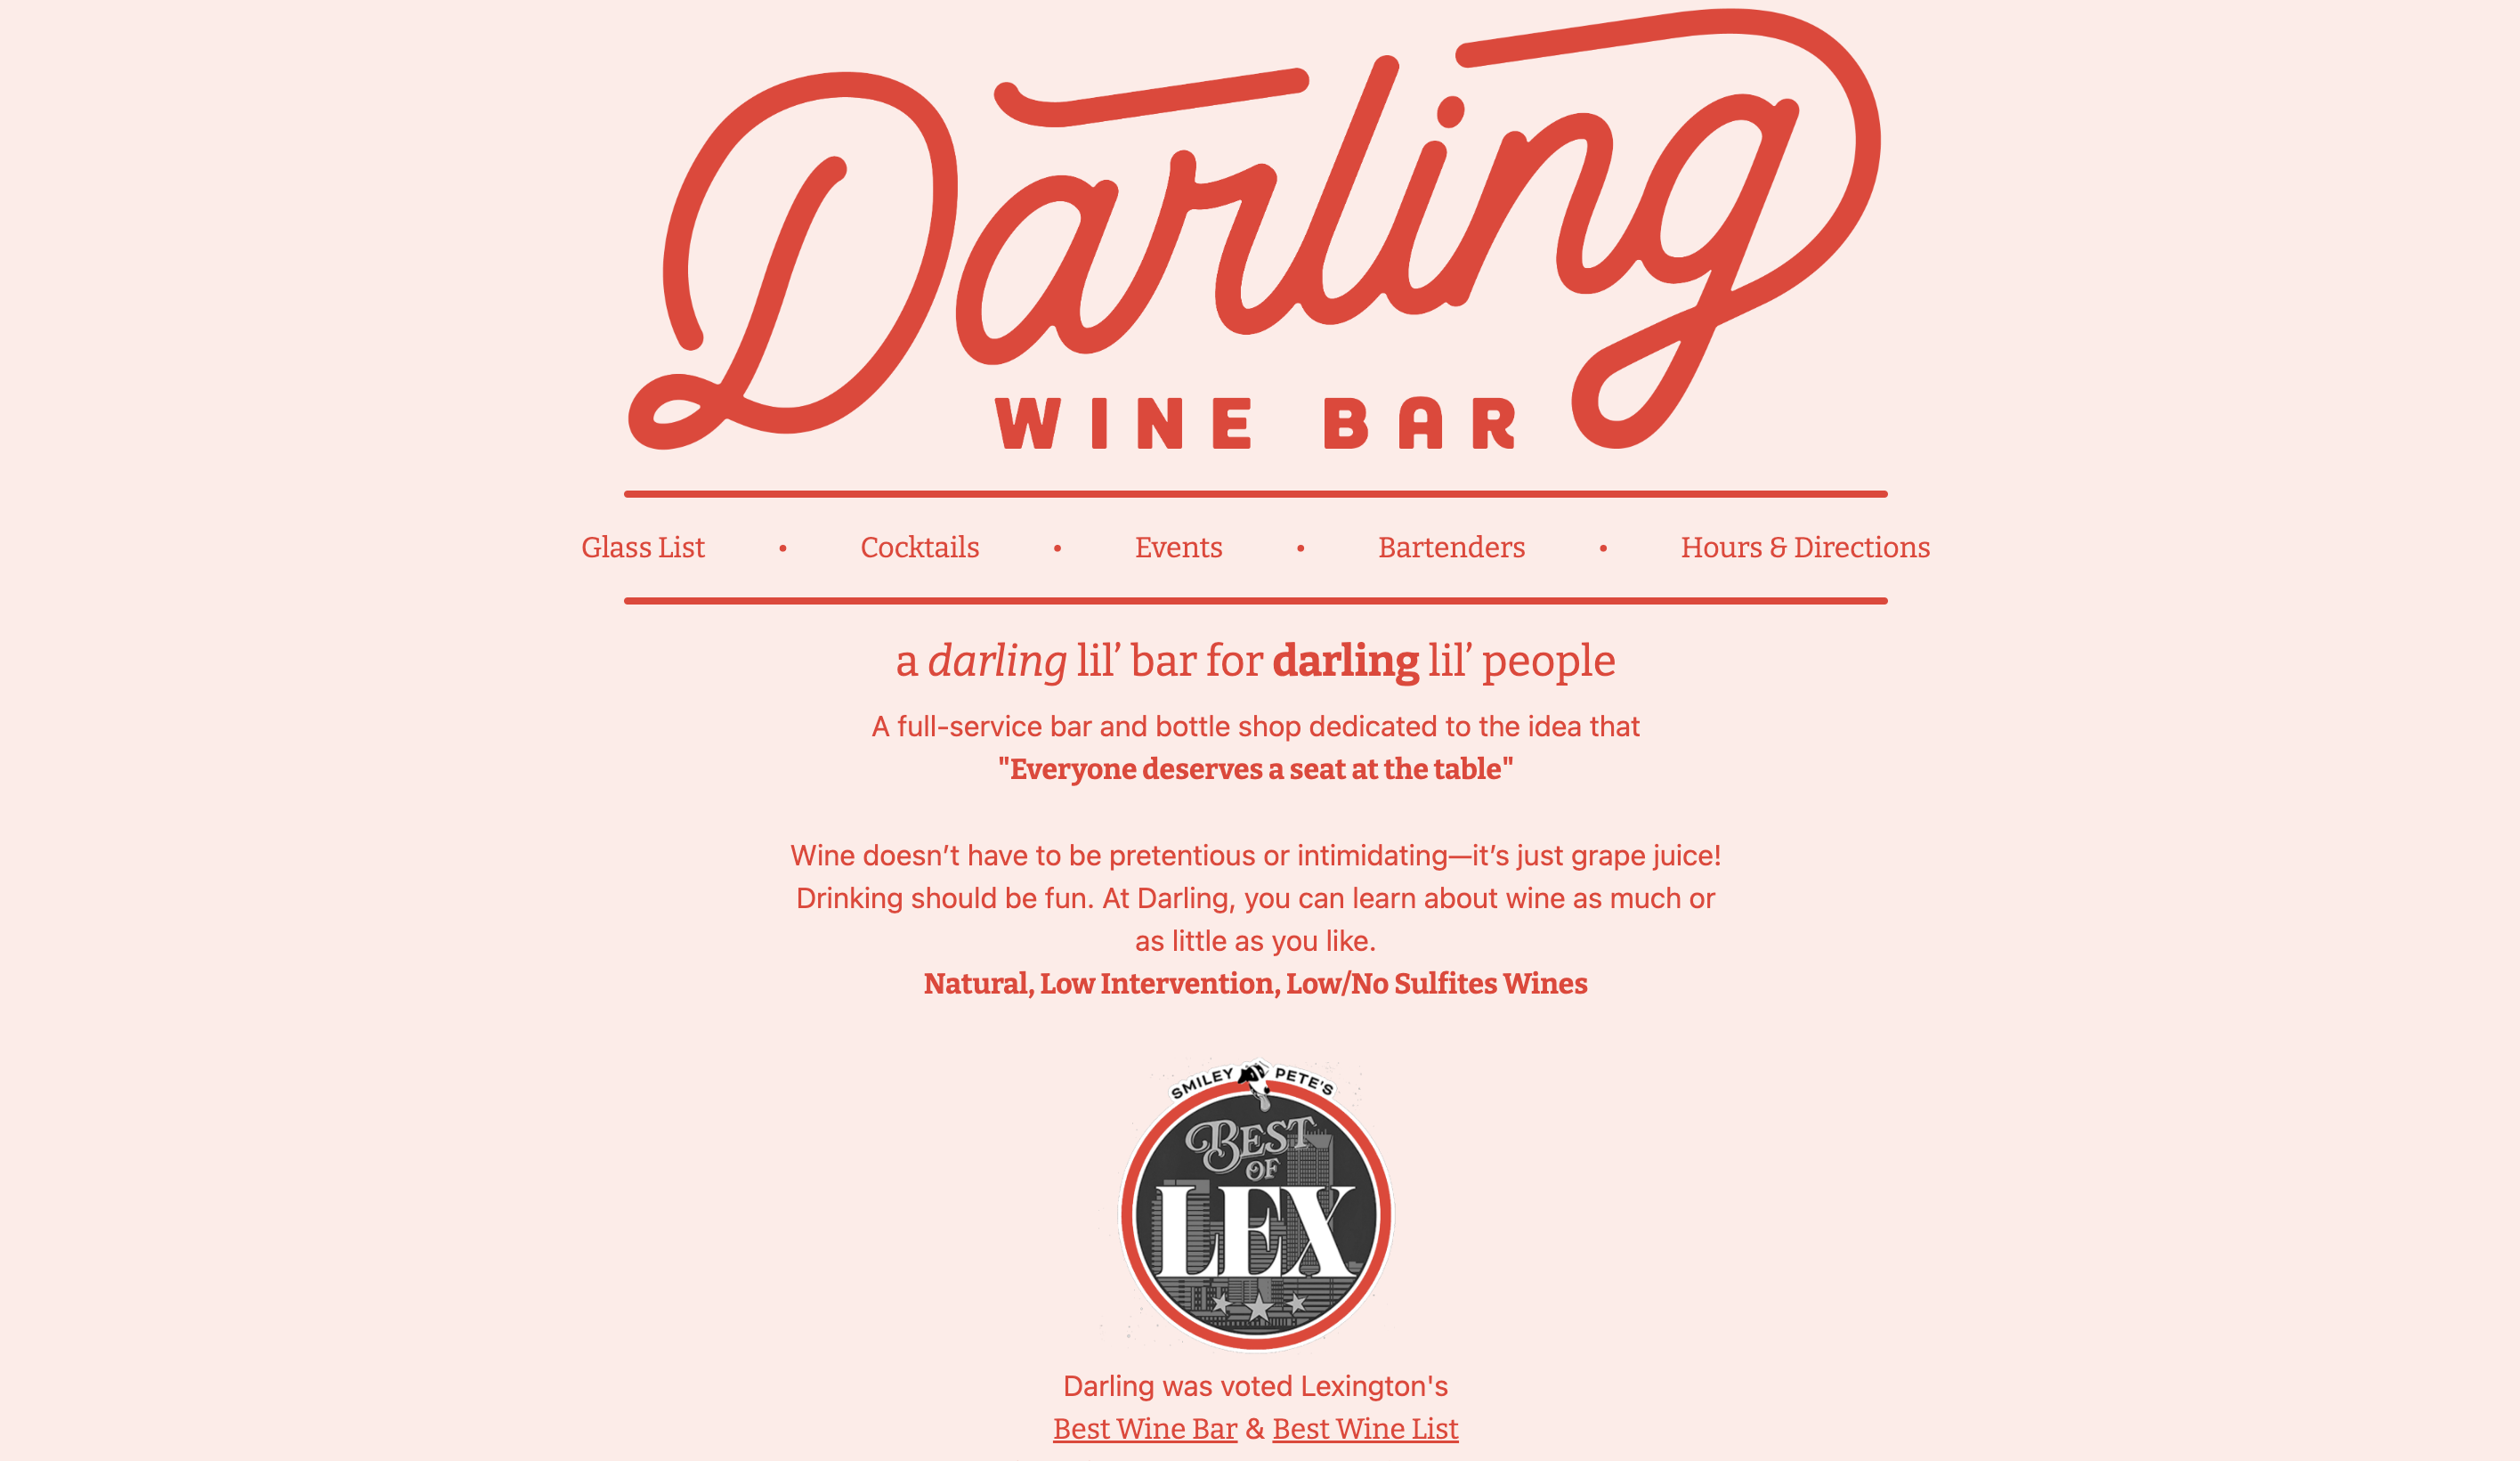 Darling
WINE BAR
Glass List • Cocktails • Events • Bartenders • Hours & Directions
a darling lil’ bar for darling lil’ people
A full-service bar and bottle shop dedicated to the idea that
"Everyone deserves a seat at the table"
Wine doesn’t have to be pretentious or intimidating—it’s just grape juice!
Drinking should be fun. At Darling, you can learn about wine as much or
as little as you like.
Natural, Low Intervention, Low/No Sulfites Wines
SMILEY PETE'S
BEST
OF
LEX
Darling was voted Lexington's
Best Wine Bar & Best Wine List